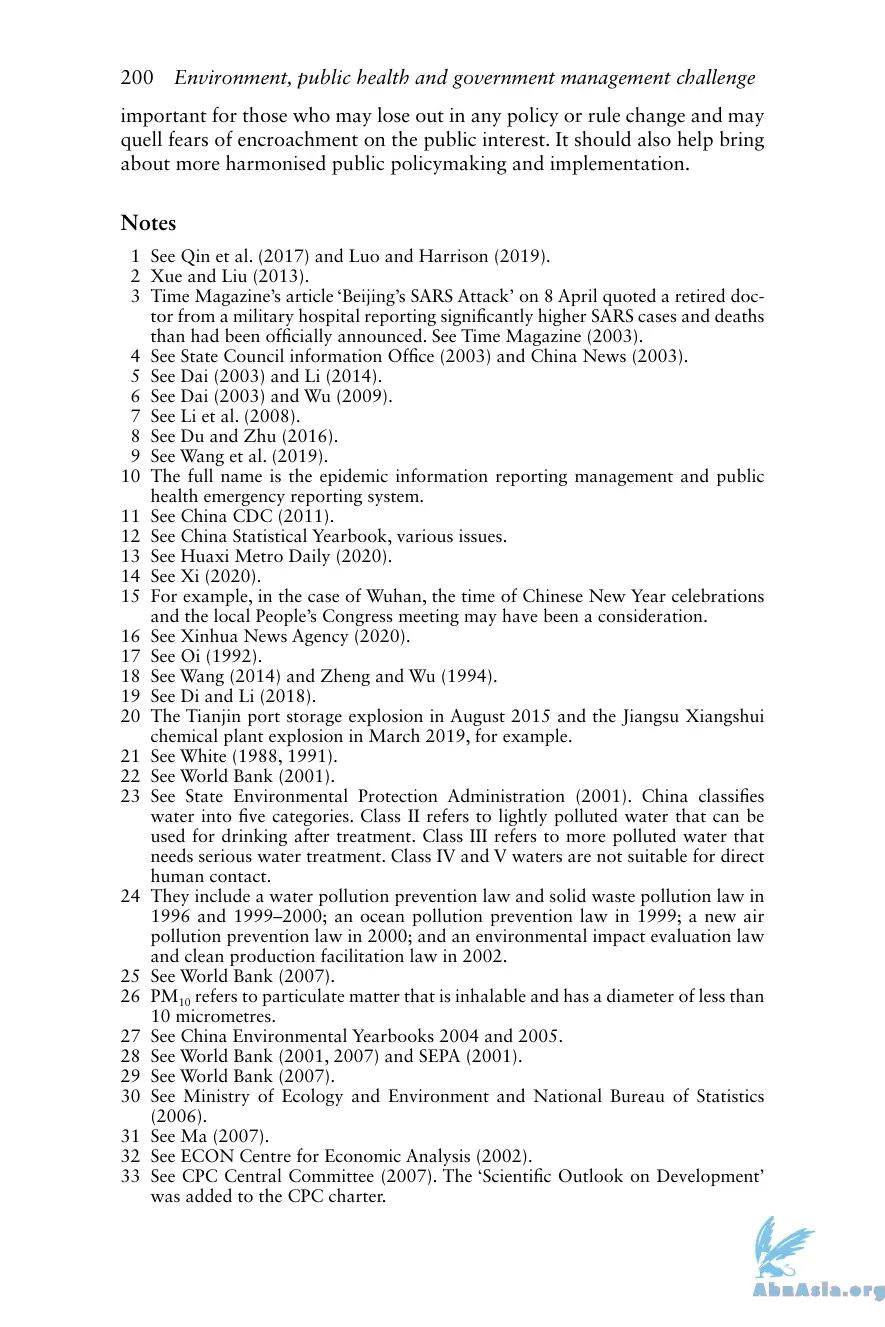 200 Environment, public health and government management challenge
important for those who may lose out in any policy or rule change and may
quell fears of encroachment on the public interest. It should also help bring
about more harmonised public policymaking and implementation.
Notes
1 See Qin et al. (2017) and Luo and Harrison (2019).
2 Xue and Liu (2013).
3 Time Magazine’s article ‘Beijing’s SARS Attack’ on 8 April quoted a retired doc-
tor from a military hospital reporting significantly higher SARS cases and deaths
than had been officially announced. See Time Magazine (2003).
4 See State Council information Office (2003) and China News (2003).
5 See Dai (2003) and Li (2014).
6 See Dai (2003) and Wu (2009).
7 See Li et al. (2008).
8 See Du and Zhu (2016).
9 See Wang et al. (2019).
10 The full name is the epidemic information reporting management and public
health emergency reporting system.
11 See China CDC (2011).
12 See China Statistical Yearbook, various issues.
13 See Huaxi Metro Daily (2020).
14 See Xi (2020).
15 For example, in the case of Wuhan, the time of Chinese New Year celebrations
and the local People’s Congress meeting may have been a consideration.
16 See Xinhua News Agency (2020).
17 See Oi (1992).
18 See Wang (2014) and Zheng and Wu (1994).
19 See Di and Li (2018).
20 The Tianjin port storage explosion in August 2015 and the Jiangsu Xiangshui
chemical plant explosion in March 2019, for example.
21 See White (1988, 1991).
22 See World Bank (2001).
23 See State Environmental Protection Administration (2001). China classifies
water into five categories. Class II refers to lightly polluted water that can be
used for drinking after treatment. Class III refers to more polluted water that
needs serious water treatment. Class IV and V waters are not suitable for direct
human contact.
24 They include a water pollution prevention law and solid waste pollution law in
1996 and 1999–2000; an ocean pollution prevention law in 1999; a new air
pollution prevention law in 2000; and an environmental impact evaluation law
and clean production facilitation law in 2002.
25 See World Bank (2007).
26 PM10 refers to particulate matter that is inhalable and has a diameter of less than
10 micrometres.
27 See China Environmental Yearbooks 2004 and 2005.
28 See World Bank (2001, 2007) and SEPA (2001).
29 See World Bank (2007).
30 See Ministry of Ecology and Environment and National Bureau of Statistics
(2006).
31 See Ma (2007).
32 See ECON Centre for Economic Analysis (2002).
33 See CPC Central Committee (2007). The ‘Scientific Outlook on Development’
was added to the CPC charter.
AbnAsia.org